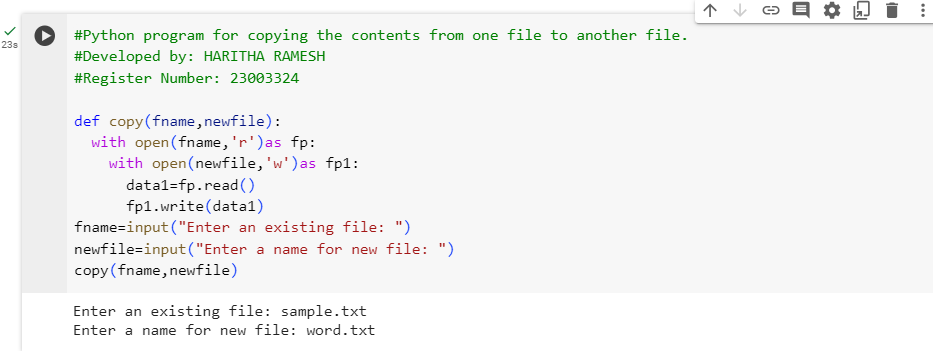 23s
#Python program for copying the contents from one file to another file.
#Developed by: HARITHA RAMESH
#Register Number: 23003324

def copy(fname,newfile):
  with open(fname,'r')as fp:
    with open(newfile,'w')as fp1:
      data1=fp.read()
      fp1.write(data1)
fname=input("Enter an existing file: ")
newfile=input("Enter a name for new file: ")
copy(fname,newfile)

Enter an existing file: sample.txt
Enter a name for new file: word.txt